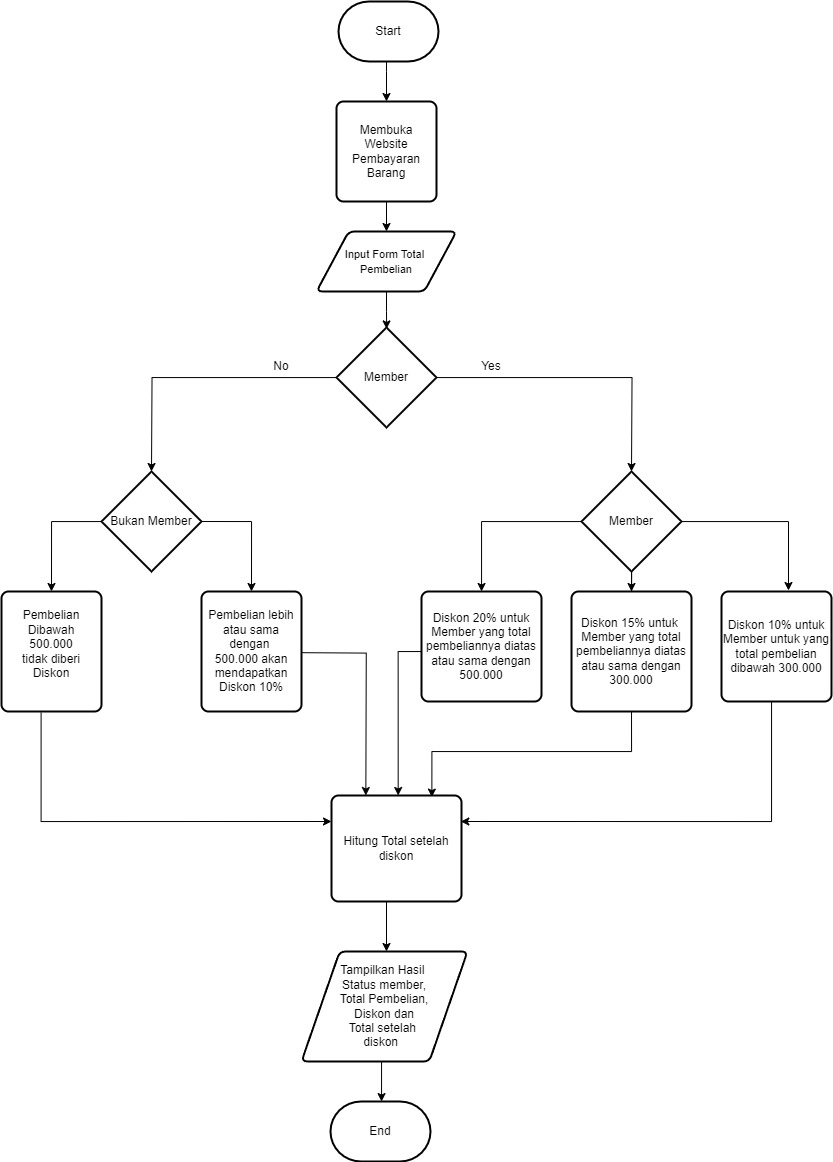 Start
Membuka
Website
Pembayaran
Barang
Input Form Total
Pembelian
Member
No
Yes
Bukan Member
Member
Pembelian
Dibawah
500.000
tidak diberi
Diskon
Pembelian lebih
atau sama
dengan
500.000 akan
mendapatkan
Diskon 10%
Diskon 20% untuk
Member yang total
pembeliannya diatas
atau sama dengan
500.000
Diskon 15% untuk
Member yang total
pembeliannya diatas
atau sama dengan
300.000
Diskon 10% untuk
Member untuk yang
total pembelian
dibawah 300.000
Hitung Total setelah
diskon
Tampilkan Hasil
Status member,
Total Pembelian,
Diskon dan
Total setelah
diskon
End